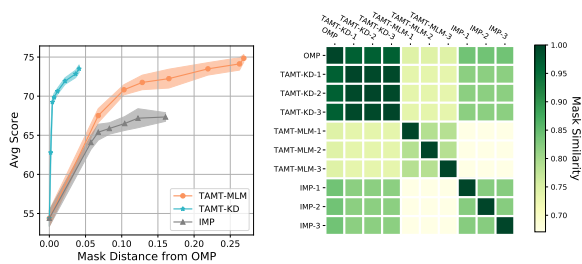 75
70
65
60
55
Avg Score
0.00
0.05
0.10
0.15
0.20
0.25
Mask Distance from OMP
TAMT-MLM
TAMT-KD
IMP
OMP
TAMT-KD-1
TAMT-KD-2
TAMT-KD-3
TAMT-MLM-1
TAMT-MLM-2
TAMT-MLM-3
IMP-1
IMP-2
IMP-3
OMP
TAMT-KD-1
TAMT-KD-2
TAMT-KD-3
TAMT-MLM-1
TAMT-MLM-2
TAMT-MLM-3
IMP-1
IMP-2
IMP-3
1.00
0.95
0.90
0.85
0.80
0.75
0.70
Mask Similarity